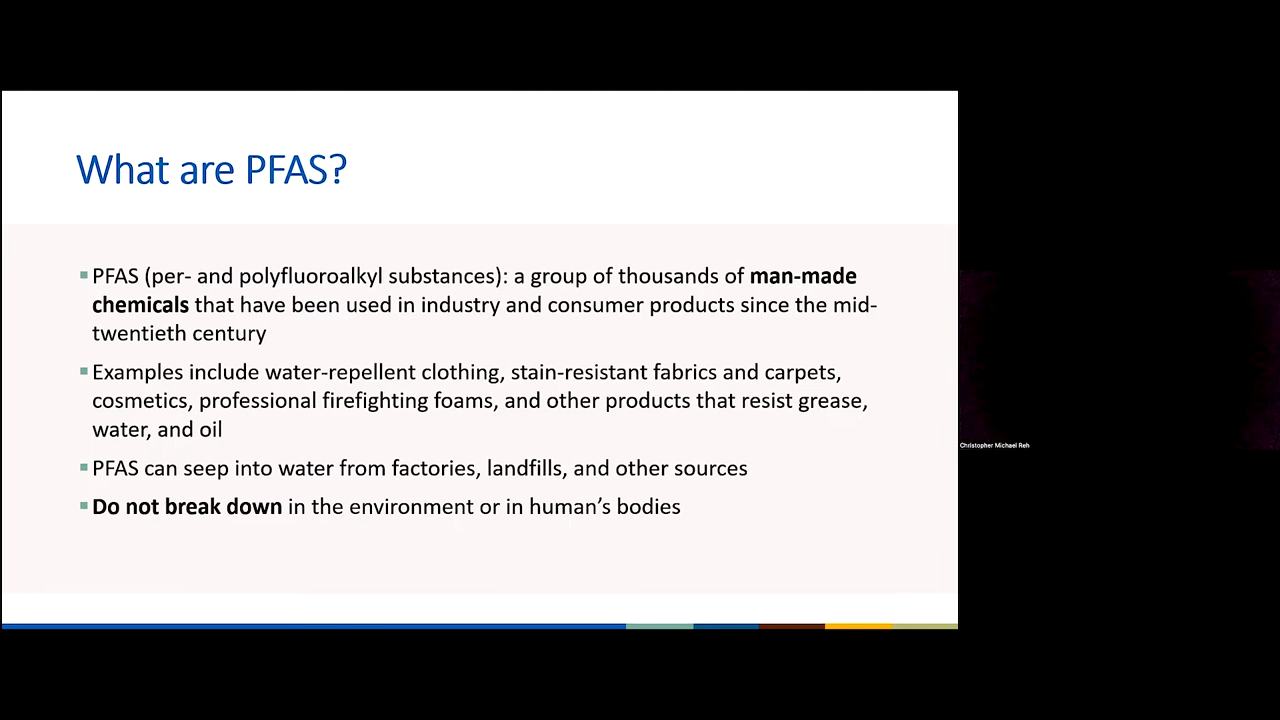 What are PFAS?
PFAS (per- and polyfluoroalkyl substances): a group of thousands of man-made
chemicals that have been used in industry and consumer products since the mid-
twentieth century
Examples include water-repellent clothing, stain-resistant fabrics and carpets,
cosmetics, professional firefighting foams, and other products that resist grease,
water, and oil
PFAS can seep into water from factories, landfills, and other sources
Do not break down in the environment or in human’s bodies
Christopher Michael Reh